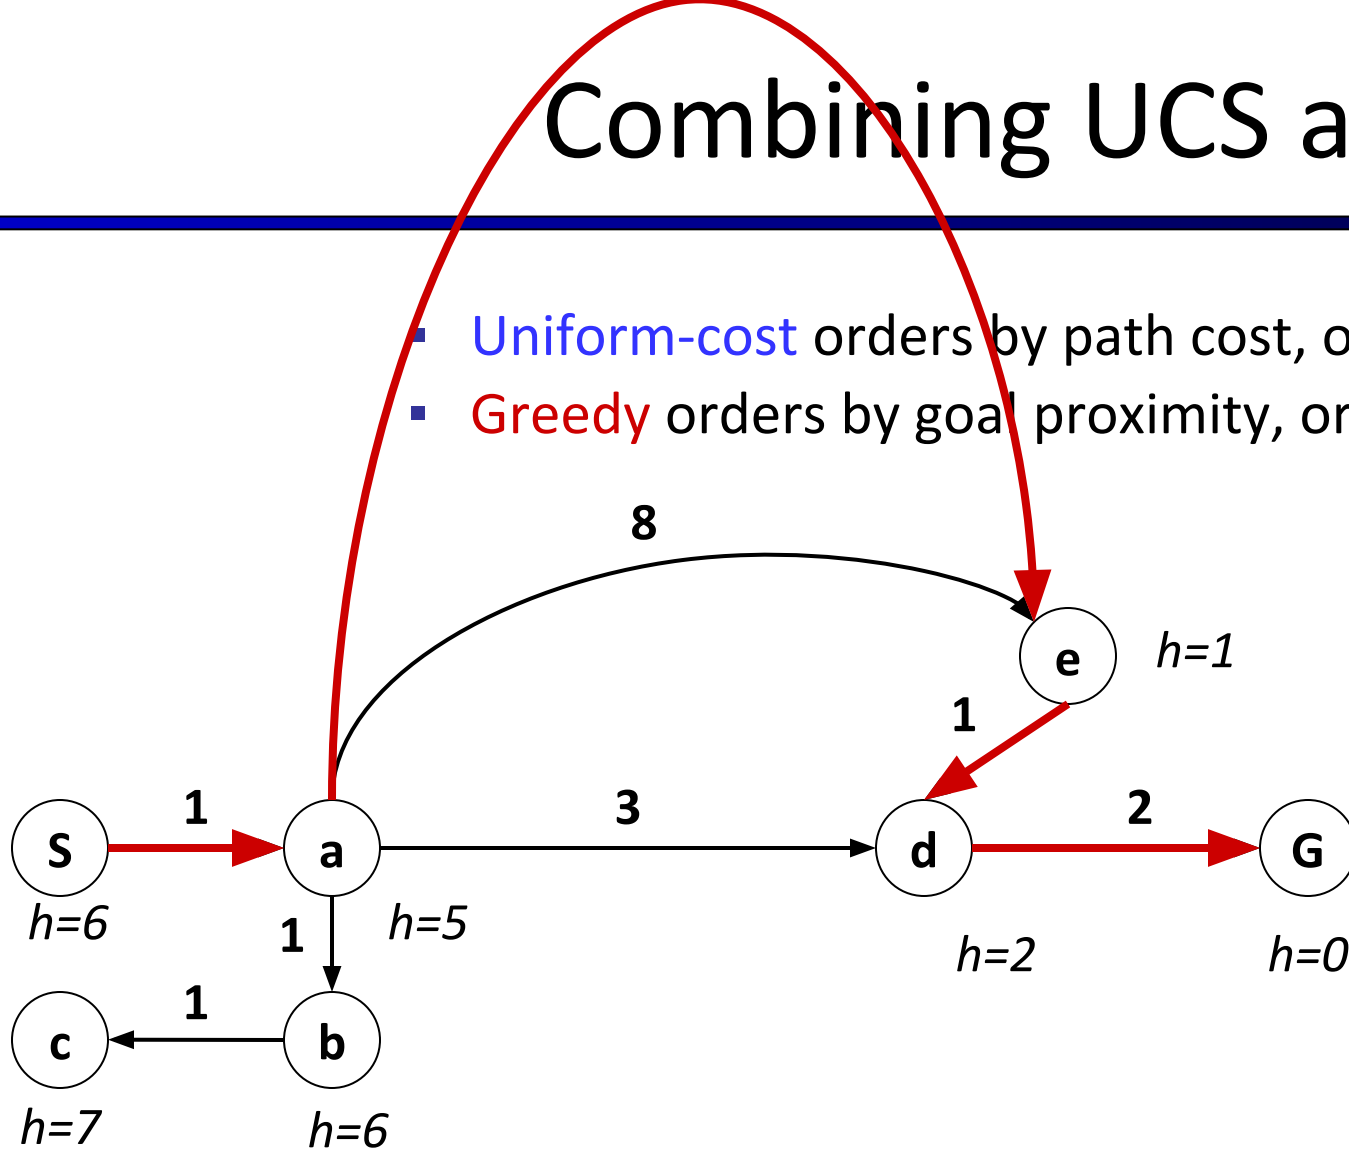 Combining UCS a
Uniform-cost orders by path cost, o
Greedy orders by goal proximity, or
8
e
h=1
1
1
3
2
S
a
d
G
h=6
1
h=5
h=2
h=0
1
c
b
h=7
h=6